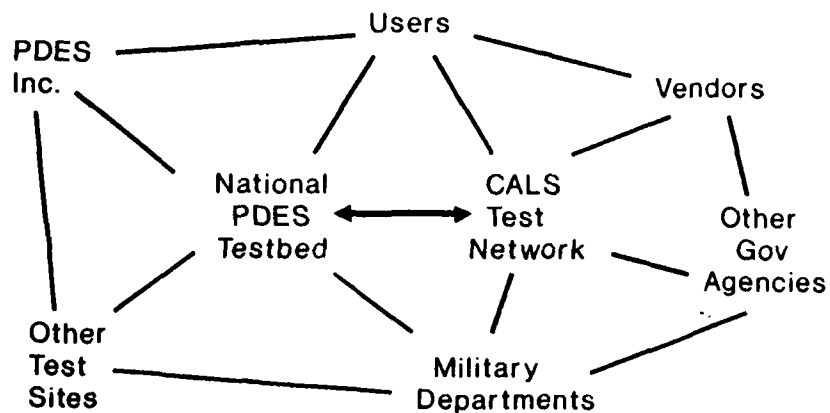 Users
PDES
Inc.
Vendors
National
PDES
Testbed
CALS
Test
Network
Other
Gov
Agencies
Other
Test
Sites
Military
Departments